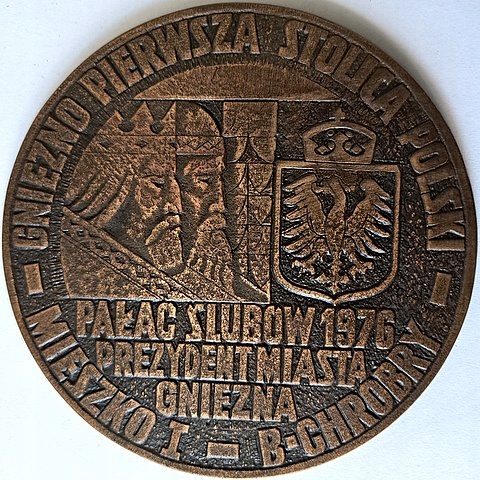 GNIEZNO PIERWSZA STOLICA POLSKI
PAŁAC ŚLUBÓW 1976
PREZYDENT MIASTA
GNIEZNA
MIESZKO I - B-CHROBRY